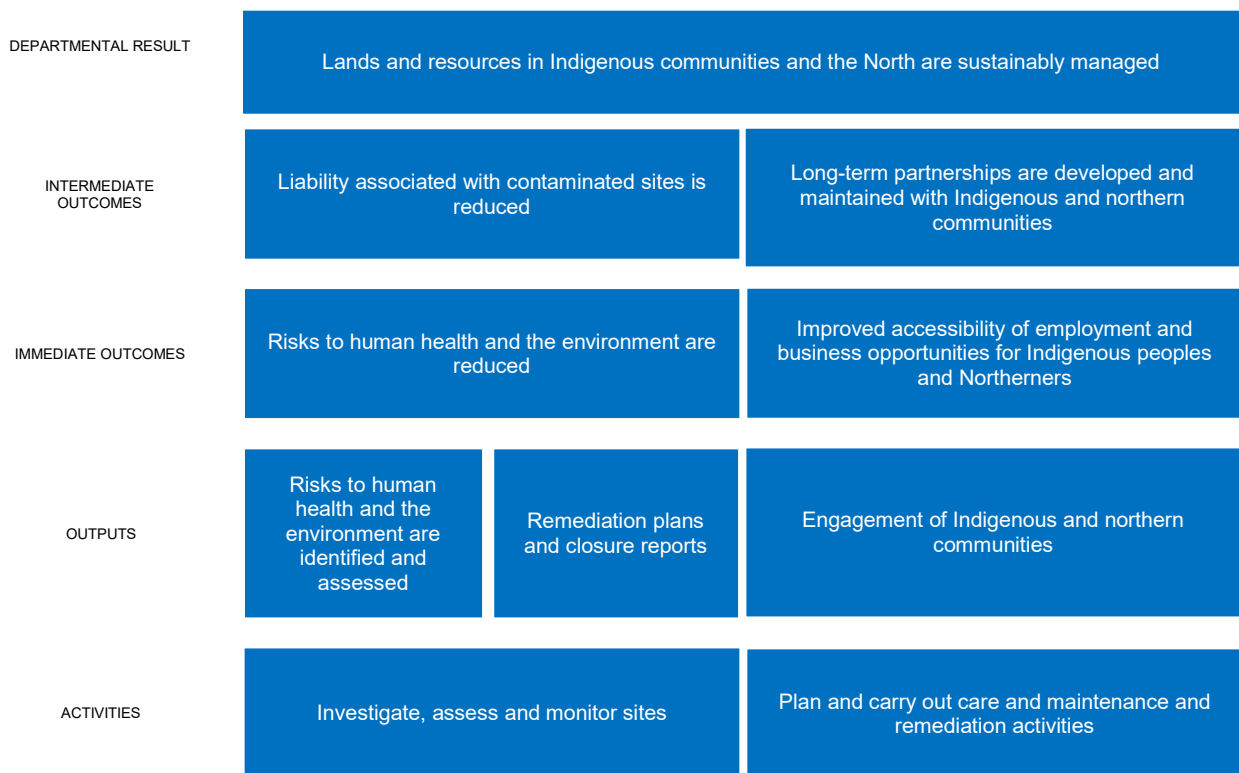 DEPARTMENTAL RESULT
Lands and resources in Indigenous communities and the North are sustainably managed
INTERMEDIATE
OUTCOMES
Liability associated with contaminated sites is
reduced
Long-term partnerships are developed and
maintained with Indigenous and northern
communities
IMMEDIATE OUTCOMES
Risks to human health and the environment are
reduced
Improved accessibility of employment and
business opportunities for Indigenous peoples
and Northerners
OUTPUTS
Risks to human
health and the
environment are
identified and
assessed
Remediation plans
and closure reports
Engagement of Indigenous and northern
communities
ACTIVITIES
Investigate, assess and monitor sites
Plan and carry out care and maintenance and
remediation activities